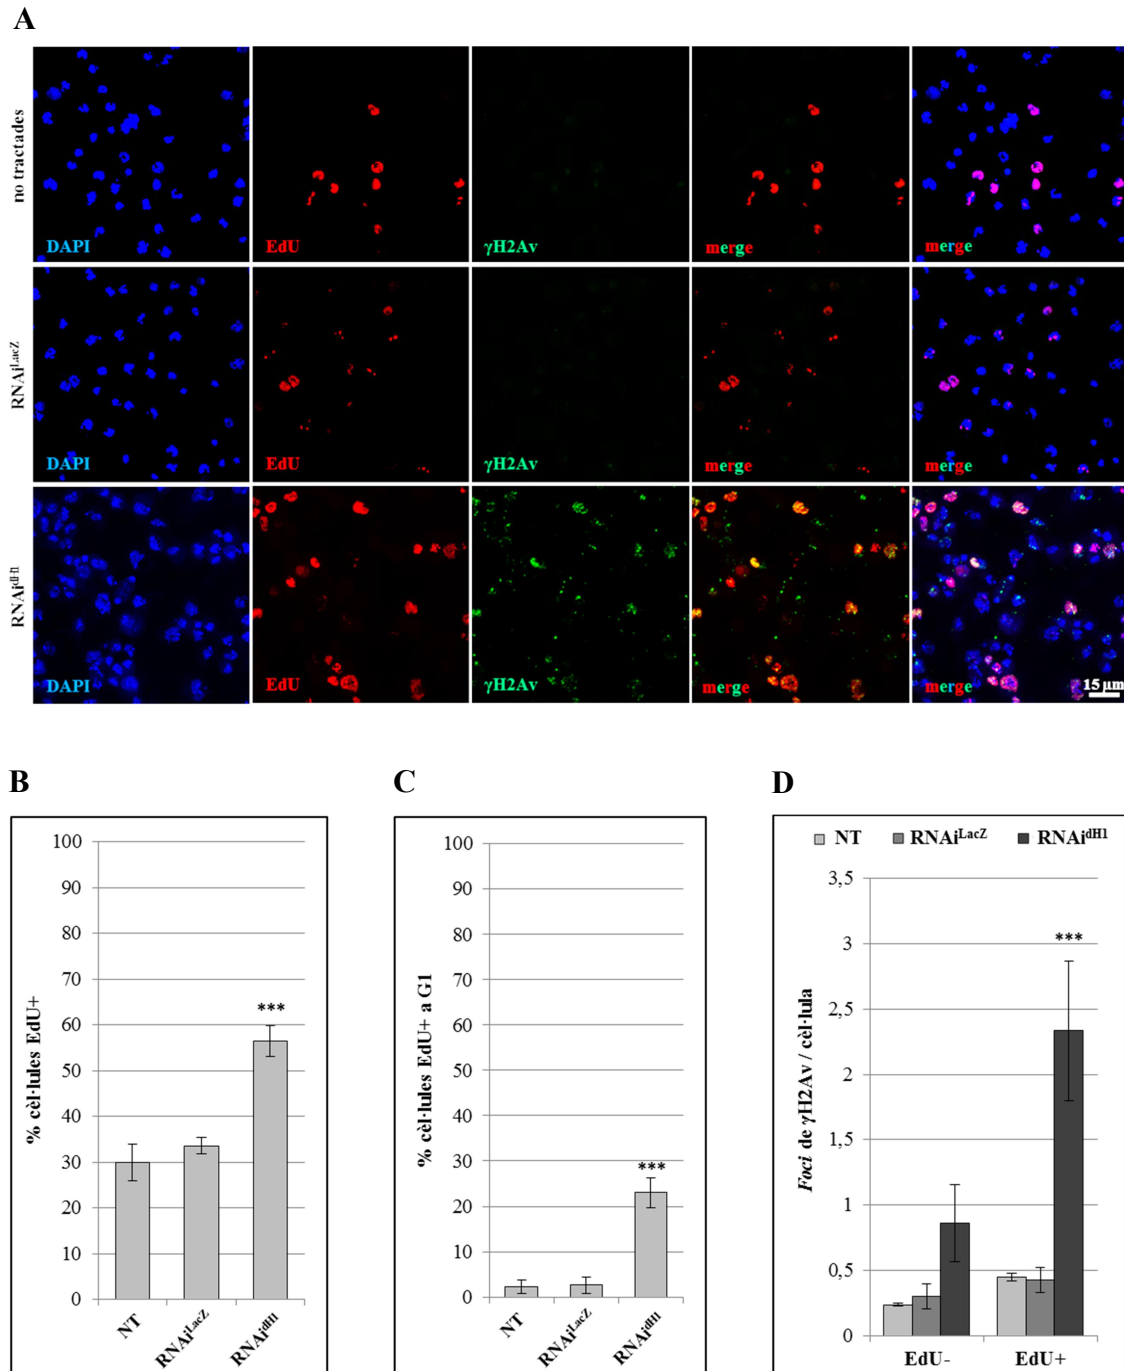 A
no tractades
DAPI
EdU
γH2Av
merge
merge
RNAi^LacZ
DAPI
EdU
γH2Av
merge
merge
RNAi^dH1
DAPI
EdU
γH2Av
merge
merge
15 µm
B
% cèl·lules EdU+
100
90
80
70
60
50
40
30
20
10
0
***
NT
RNAi^LacZ
RNAi^dH1
C
% cèl·lules EdU+ a G1
100
90
80
70
60
50
40
30
20
10
0
***
NT
RNAi^LacZ
RNAi^dH1
D
NT
RNAi^LacZ
RNAi^dH1
Foci de γH2Av / cèl·lula
3,5
3
2,5
2
1,5
1
0,5
0
***
EdU-
EdU+